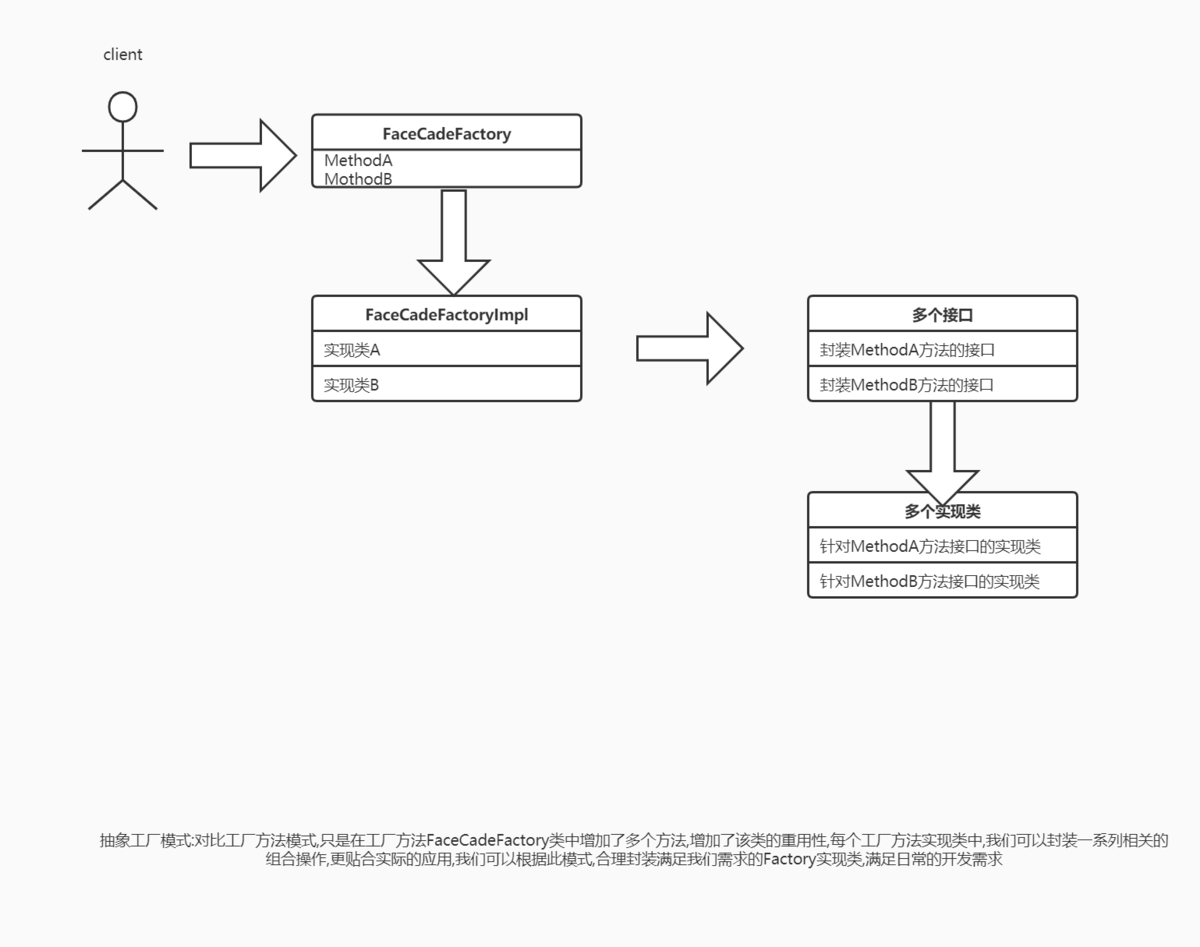 client
FaceCadeFactory
MethodA
MothodB
FaceCadeFactoryImpl
实现类A
实现类B
多个接口
封装MethodA方法的接口
封装MethodB方法的接口
多个实现类
针对MethodA方法接口的实现类
针对MethodB方法接口的实现类
抽象工厂模式:对比工厂方法模式,只是在工厂方法FaceCadeFactory类中增加了多个方法,增加了该类的重用性,每个工厂方法实现类中,我们可以封装一系列相关的
组合操作,更贴合实际的应用,我们可以根据此模式,合理封装满足我们需求的Factory实现类,满足日常的开发需求